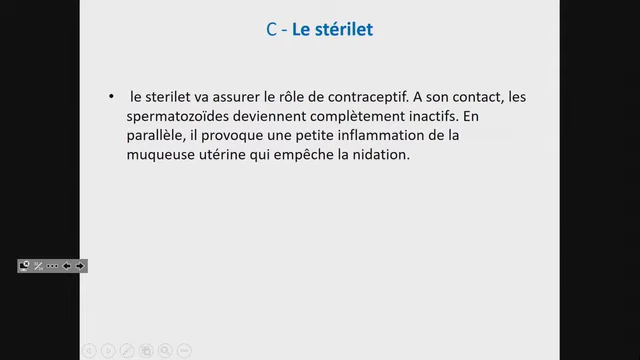 C - Le stérilet
• le sterilet va assurer le rôle de contraceptif. A son contact, les
spermatozoïdes deviennent complètement inactifs. En
parallèle, il provoque une petite inflammation de la
muqueuse utérine qui empêche la nidation.